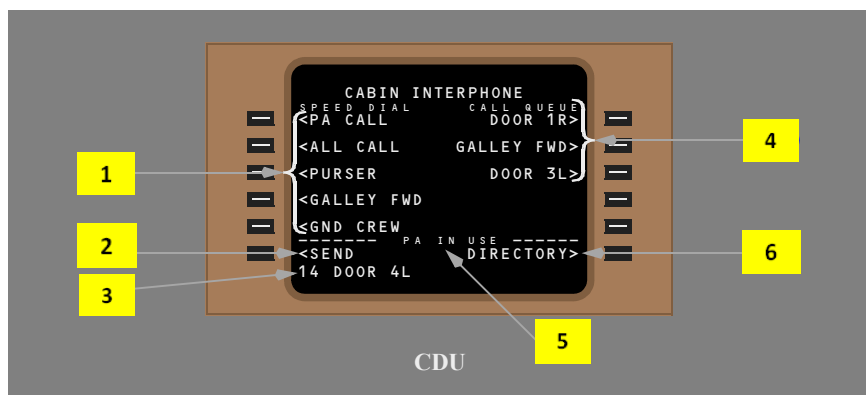 CABIN INTERPHONE
SPEED DIAL CALL QUEUE
<PA CALL DOOR 1R>
<ALL CALL GALLEY FWD>
<PURSER DOOR 3L>
<GALLEY FWD
<GND CREW
------- PA IN USE ------
<SEND DIRECTORY>
14 DOOR 4L
1
2
3
4
5
6
CDU